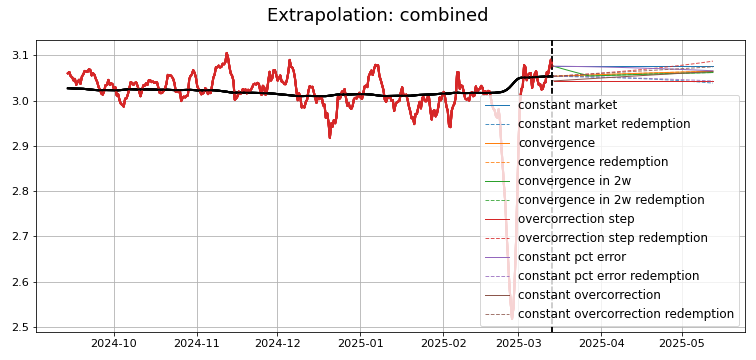 Extrapolation: combined
3.1
3.0
2.9
2.8
2.7
2.6
2.5
constant market
constant market redemption
convergence
convergence redemption
convergence in 2w
convergence in 2w redemption
overcorrection step
overcorrection step redemption
constant pct error
constant pct error redemption
constant overcorrection
constant overcorrection redemption
2024-10 2024-11 2024-12 2025-01 2025-02 2025-03 2025-04 2025-05